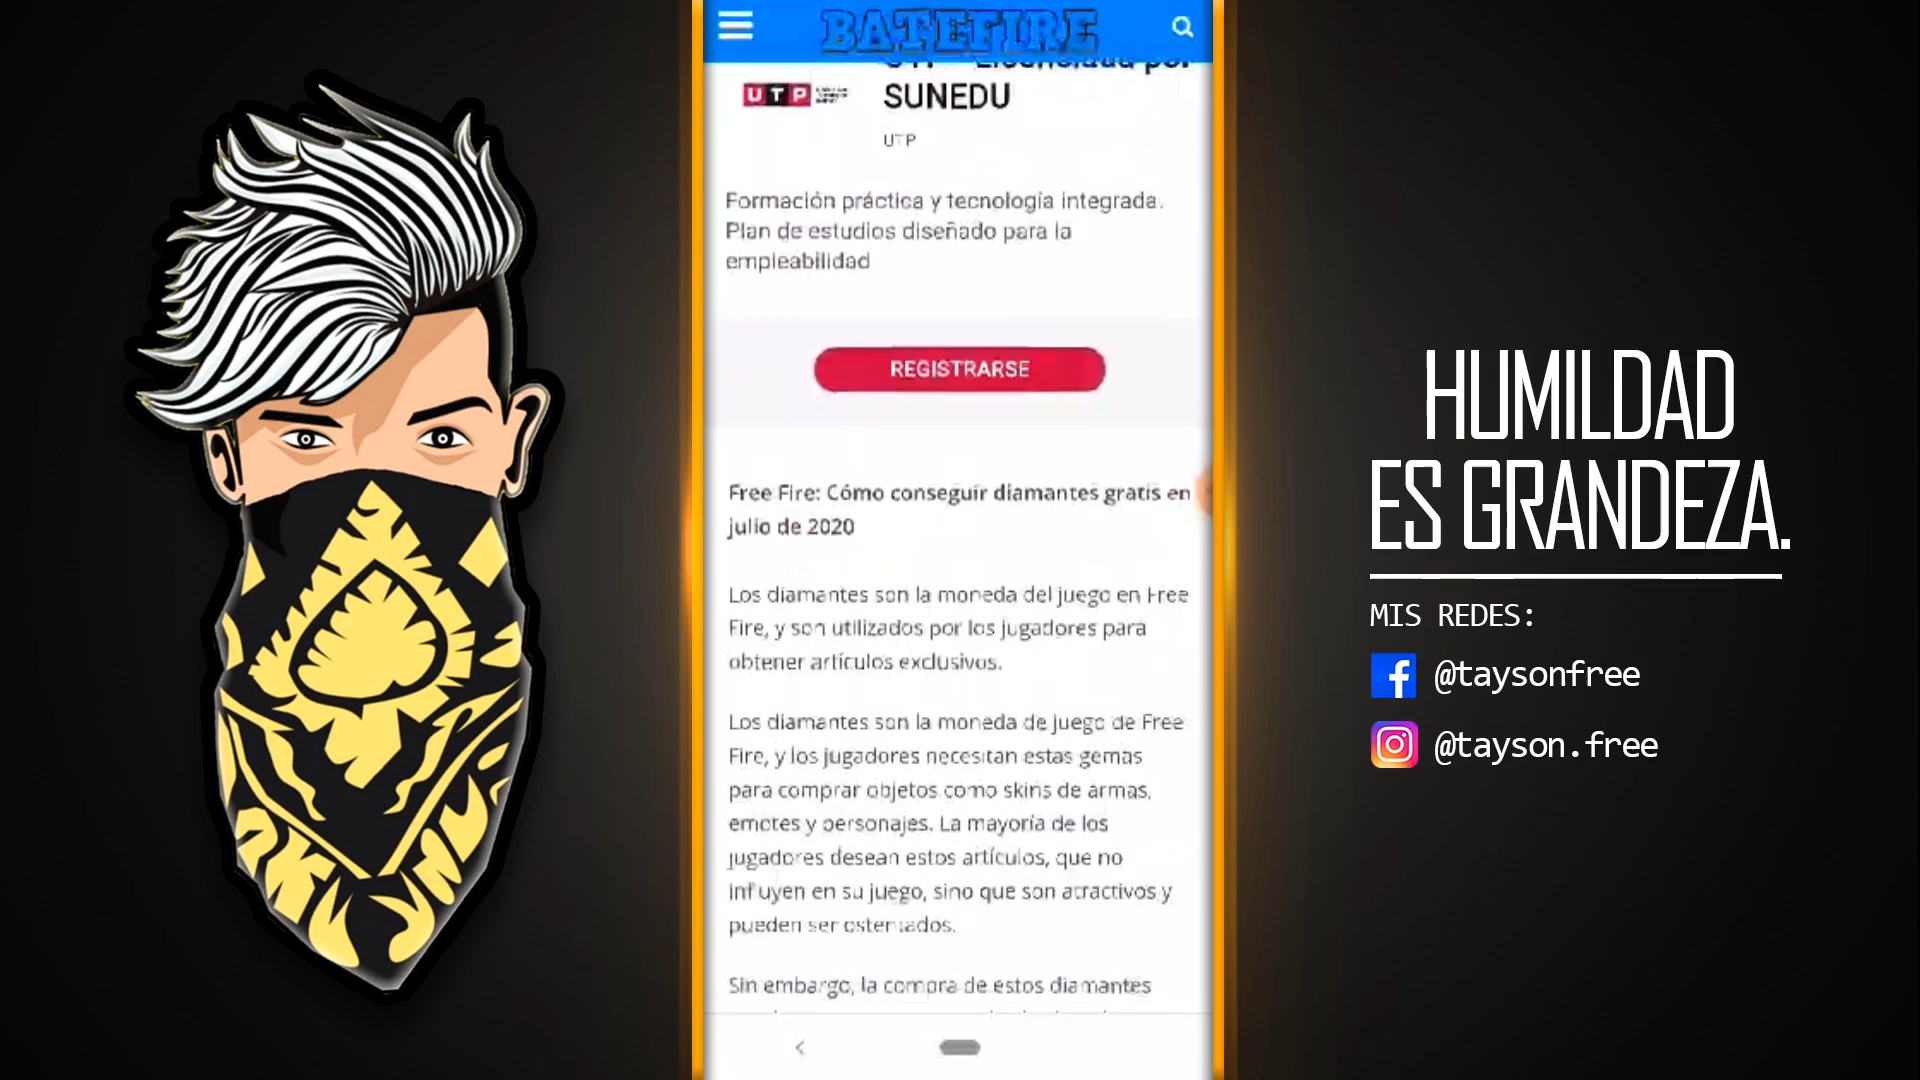 BATEFIRE
UTP - Licenciada por
SUNEDU
UTP
UTP
Formación práctica y tecnología integrada.
Plan de estudios diseñado para la
empleabilidad
REGISTRARSE
Free Fire: Cómo conseguir diamantes gratis en
julio de 2020
Los diamantes son la moneda del juego en Free
Fire, y son utilizados por los jugadores para
obtener artículos exclusivos.
Los diamantes son la moneda de juego de Free
Fire, y los jugadores necesitan estas gemas
para comprar objetos como skins de armas,
emotes y personajes. La mayoría de los
jugadores desean estos artículos, que no
influyen en su juego, sino que son atractivos y
pueden ser ostentados.
Sin embargo, la compra de estos diamantes
HUMILDAD
ES GRANDEZA.
MIS REDES:
@taysonfree
@tayson.free